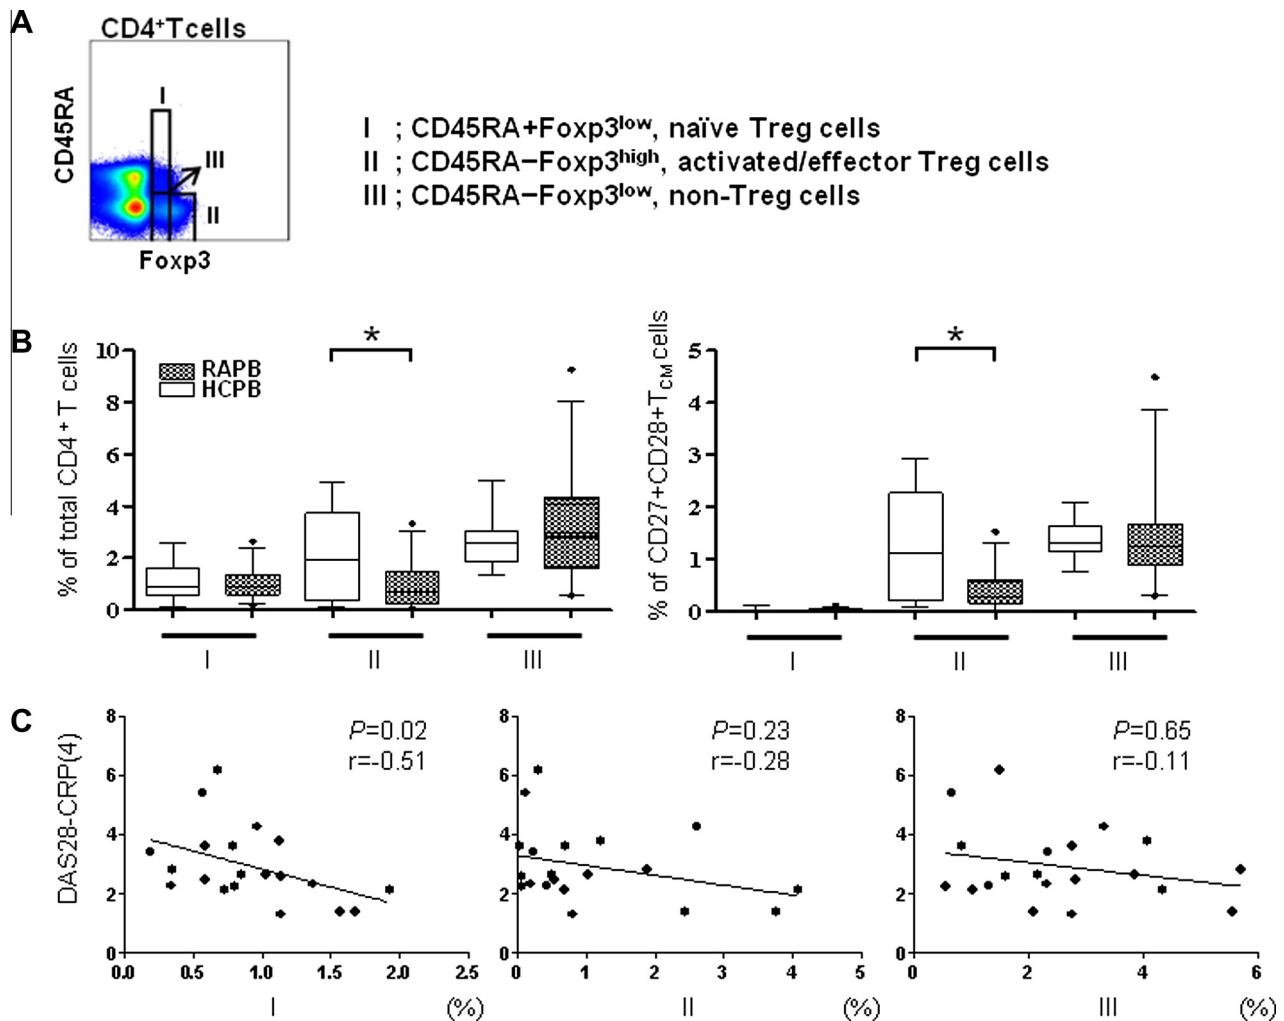 A
CD4⁺Tcells
CD45RA
I
III
II
Foxp3
I ; CD45RA+Foxp3low, naïve Treg cells
II ; CD45RA−Foxp3high, activated/effector Treg cells
III ; CD45RA−Foxp3low, non-Treg cells
B
% of total CD4+ T cells
10
8
6
4
2
0
RAPB
HCPB
*
I
II
III
% of CD27+CD28+TCM cells
5
4
3
2
1
0
*
I
II
III
C
DAS28-CRP(4)
8
6
4
2
0
P=0.02
r=-0.51
0.0 0.5 1.0 1.5 2.0 2.5
I (%)
8
6
4
2
0
P=0.23
r=-0.28
0 1 2 3 4 5
II (%)
8
6
4
2
0
P=0.65
r=-0.11
0 2 4 6
III (%)